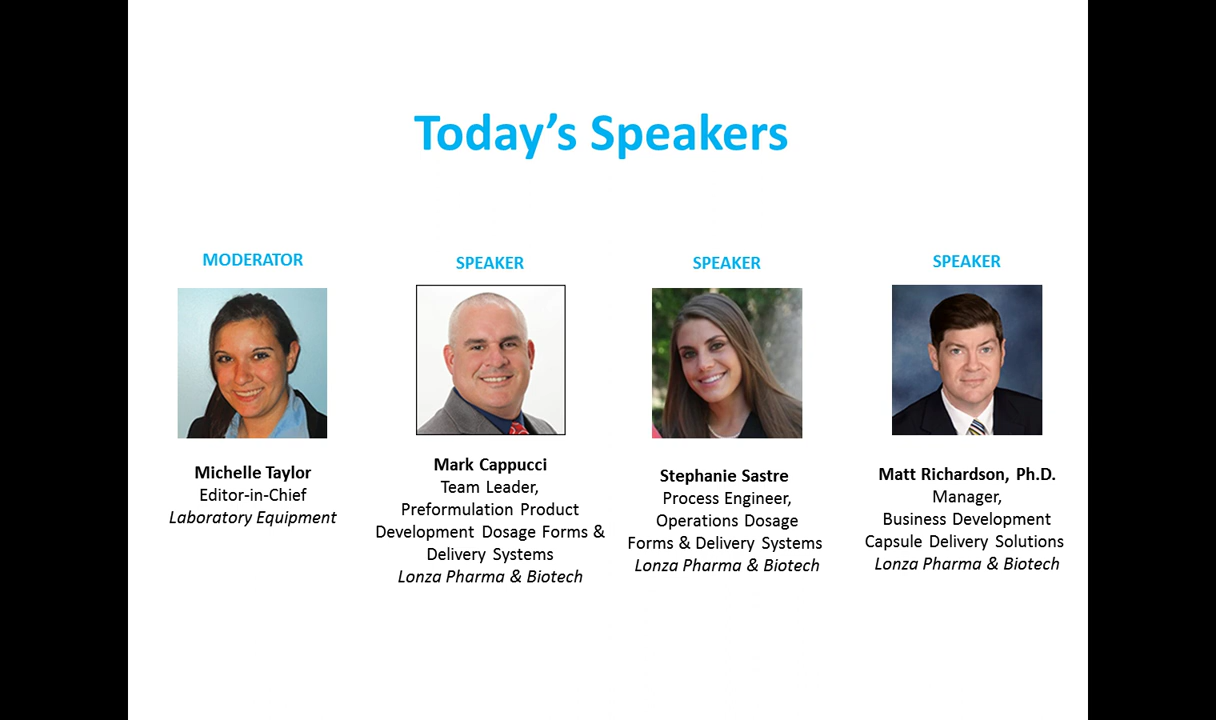 Today’s Speakers
MODERATOR
Michelle Taylor
Editor-in-Chief
Laboratory Equipment
SPEAKER
Mark Cappucci
Team Leader,
Preformulation Product
Development Dosage Forms &
Delivery Systems
Lonza Pharma & Biotech
SPEAKER
Stephanie Sastre
Process Engineer,
Operations Dosage
Forms & Delivery Systems
Lonza Pharma & Biotech
SPEAKER
Matt Richardson, Ph.D.
Manager,
Business Development
Capsule Delivery Solutions
Lonza Pharma & Biotech